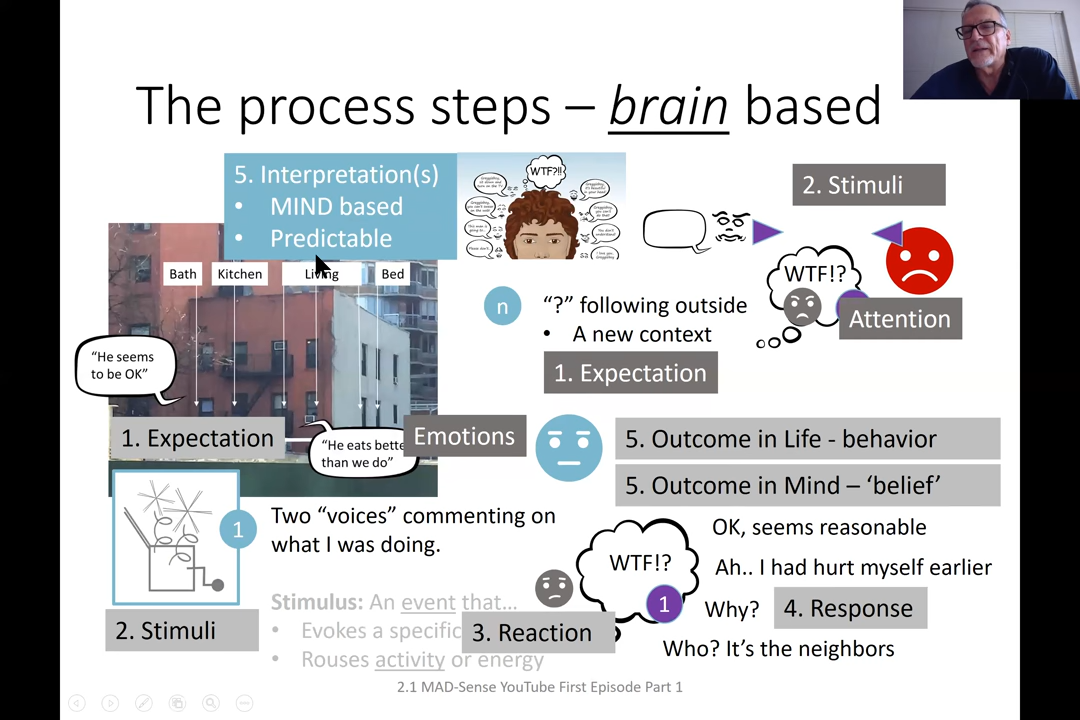 The process steps – brain based
5. Interpretation(s)
• MIND based
• Predictable
WTF?!!
2. Stimuli
WTF!?
Attention
Bath
Kitchen
Living
Bed
n
"?" following outside
• A new context
1. Expectation
"He seems
to be OK"
1. Expectation
"He eats bette
than we do"
Emotions
5. Outcome in Life - behavior
5. Outcome in Mind – 'belief'
1
Two "voices" commenting on
what I was doing.
WTF!?
1
OK, seems reasonable
Ah.. I had hurt myself earlier
Why?
4. Response
Who? It's the neighbors
Stimulus: An event that...
• Evokes a specific
• Rouses activity or energy
2. Stimuli
3. Reaction
2.1 MAD-Sense YouTube First Episode Part 1